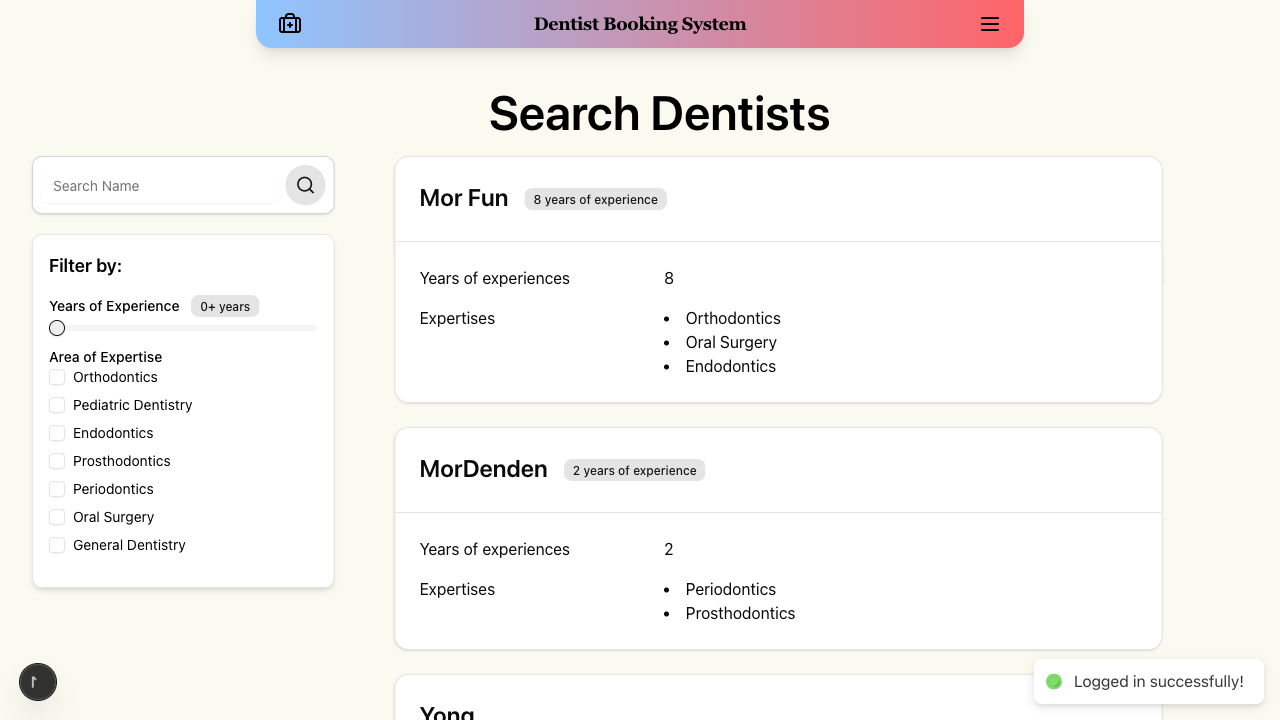 Dentist Booking System
Search Dentists
Search Name
Filter by:
Years of Experience 0+ years
Area of Expertise
Orthodontics
Pediatric Dentistry
Endodontics
Prosthodontics
Periodontics
Oral Surgery
General Dentistry
Mor Fun 8 years of experience
Years of experiences 8
Expertises
• Orthodontics
• Oral Surgery
• Endodontics
MorDenden 2 years of experience
Years of experiences 2
Expertises
• Periodontics
• Prosthodontics
Yong
Logged in successfully!